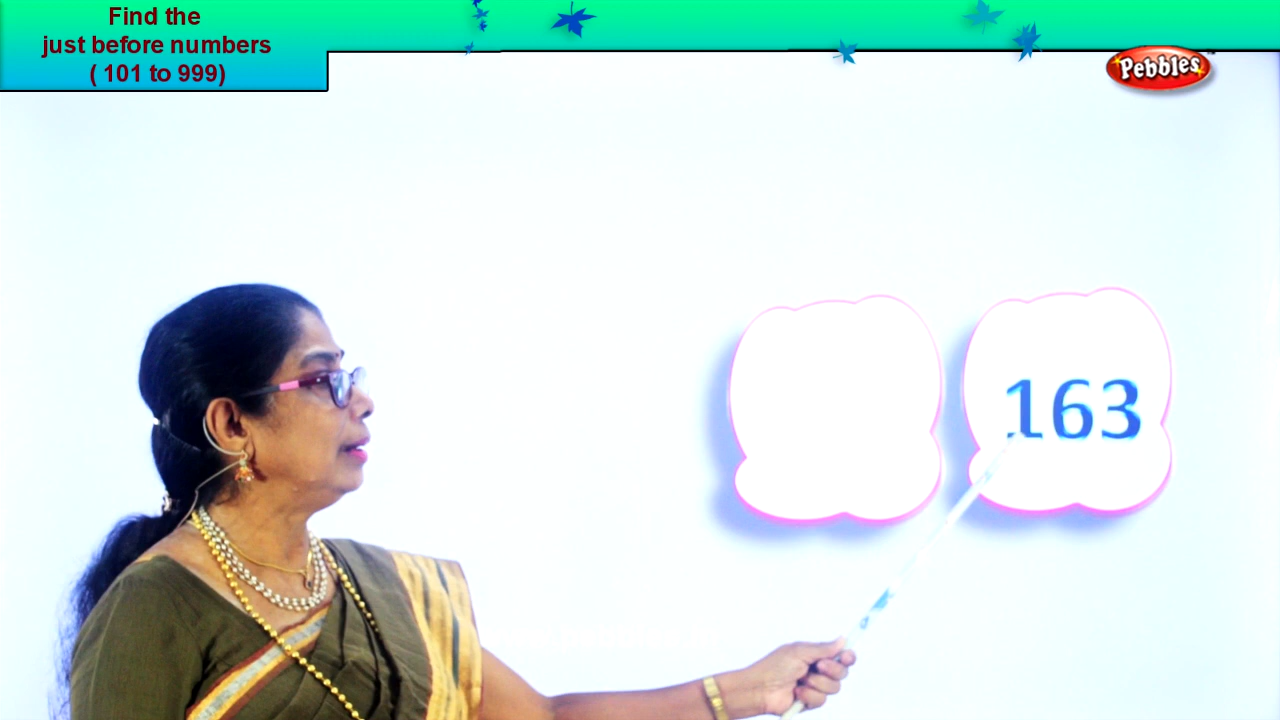 Find the
just before numbers
( 101 to 999)
Pebbles
163